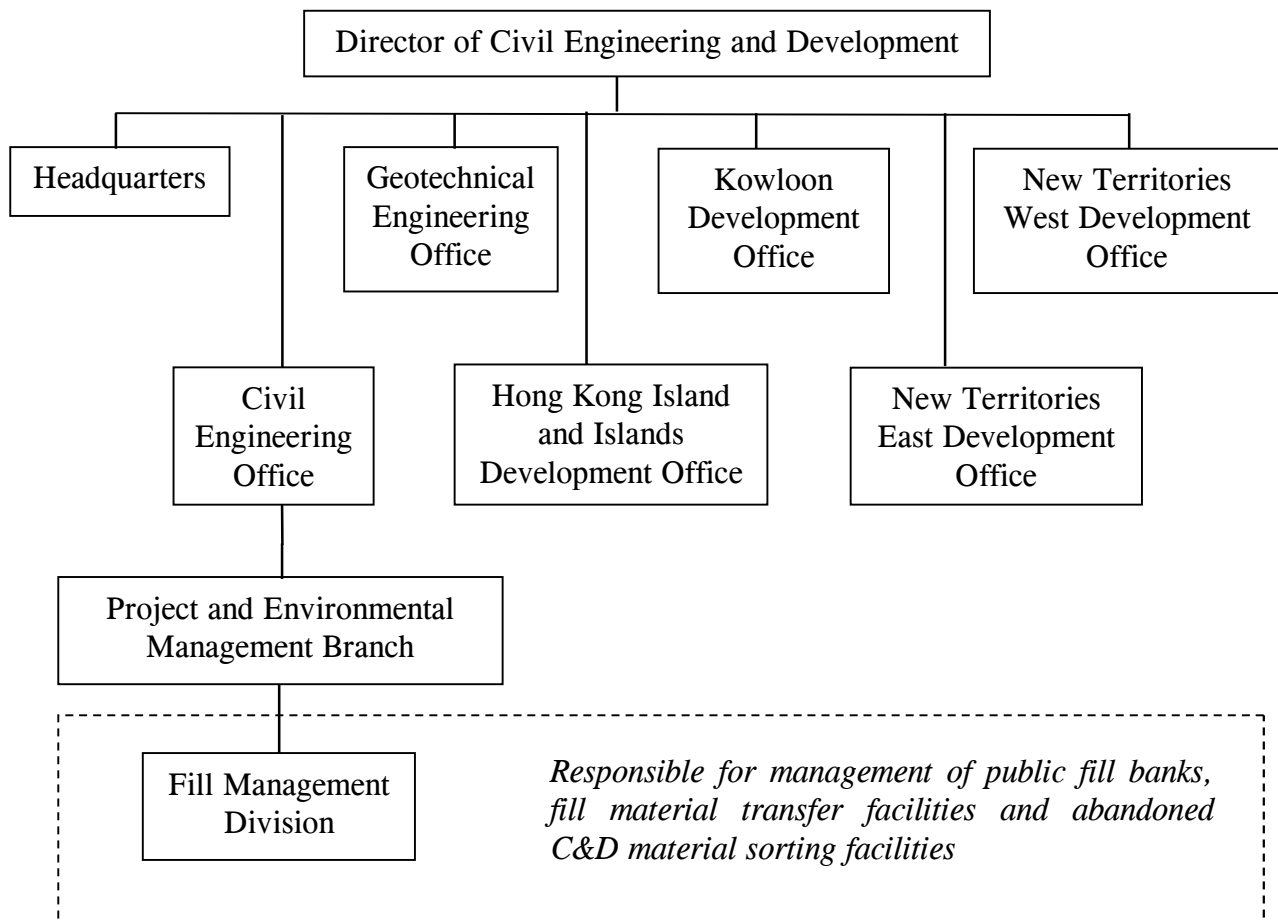 Director of Civil Engineering and Development
Headquarters
Geotechnical
Engineering
Office
Kowloon
Development
Office
New Territories
West Development
Office
Civil
Engineering
Office
Hong Kong Island
and Islands
Development Office
New Territories
East Development
Office
Project and Environmental
Management Branch
Fill Management
Division
Responsible for management of public fill banks,
fill material transfer facilities and abandoned
C&D material sorting facilities